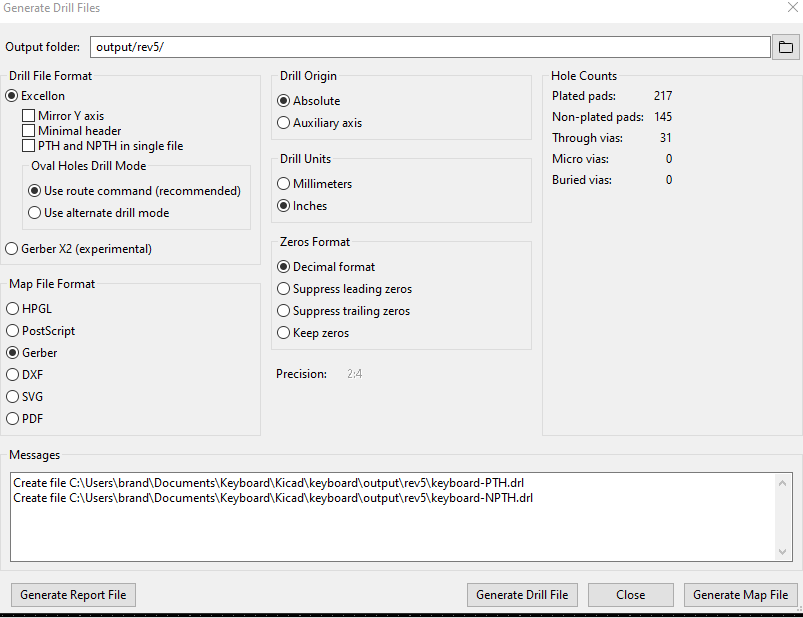 Generate Drill Files
Output folder: output/rev5/
Drill File Format
Excellon
Mirror Y axis
Minimal header
PTH and NPTH in single file
Oval Holes Drill Mode
Use route command (recommended)
Use alternate drill mode
Gerber X2 (experimental)
Map File Format
HPGL
PostScript
Gerber
DXF
SVG
PDF
Drill Origin
Absolute
Auxiliary axis
Drill Units
Millimeters
Inches
Zeros Format
Decimal format
Suppress leading zeros
Suppress trailing zeros
Keep zeros
Precision: 2:4
Hole Counts
Plated pads: 217
Non-plated pads: 145
Through vias: 31
Micro vias: 0
Buried vias: 0
Messages
Create file C:\Users\brand\Documents\Keyboard\Kicad\keyboard\output\rev5\keyboard-PTH.drl
Create file C:\Users\brand\Documents\Keyboard\Kicad\keyboard\output\rev5\keyboard-NPTH.drl
Generate Report File
Generate Drill File
Close
Generate Map File